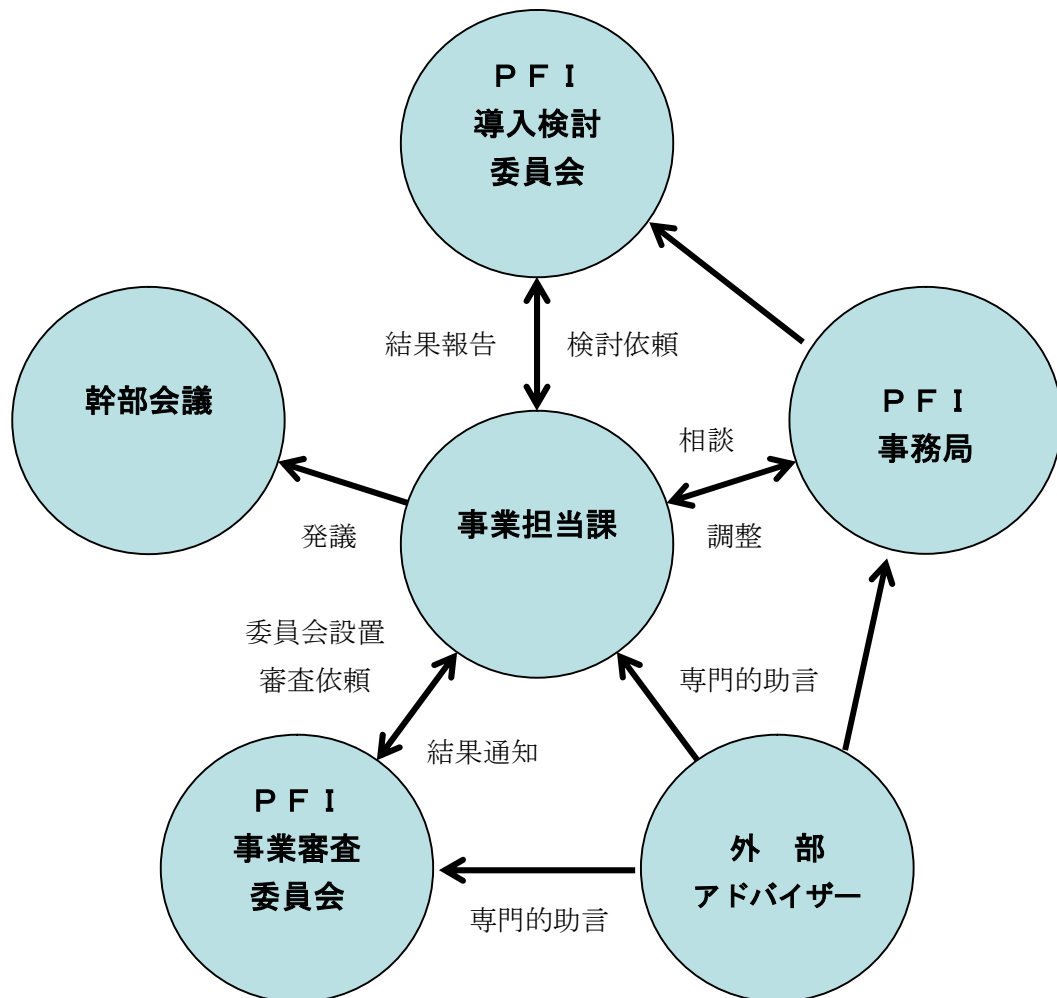 ＰＦＩ
導入検討
委員会
結果報告
検討依頼
幹部会議
ＰＦＩ
事務局
相談
事業担当課
発議
調整
委員会設置
審査依頼
専門的助言
結果通知
ＰＦＩ
事業審査
委員会
外　部
アドバイザー
専門的助言